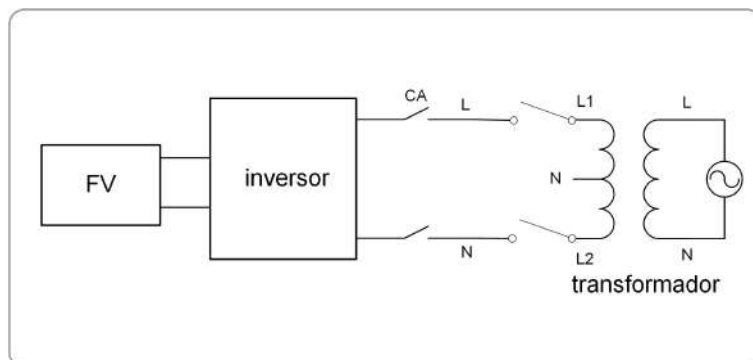 CA
L
L1
L
N
FV
inversor
N
L2
N
transformador